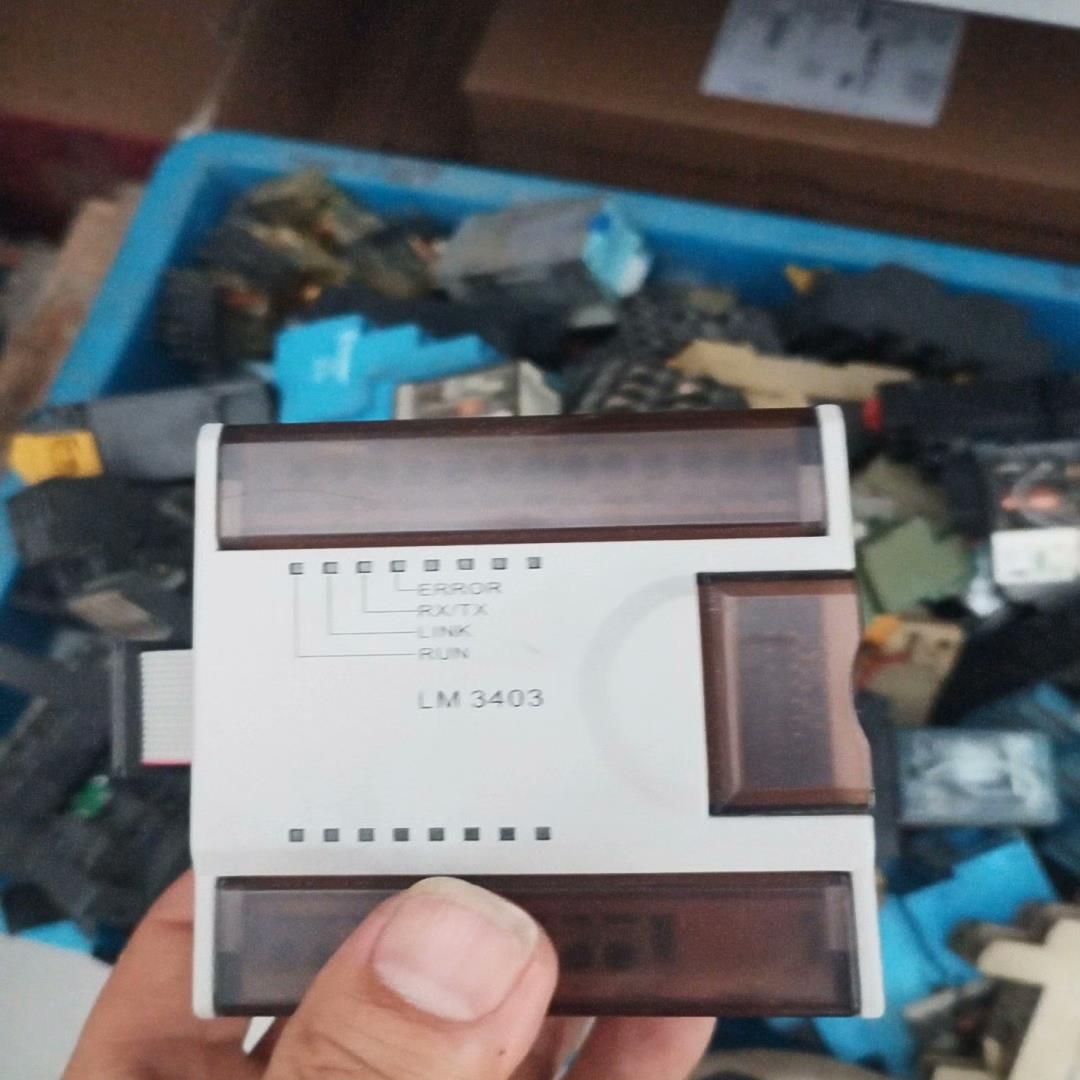 ERROR
RX/TX
LINK
RUN
LM 3403